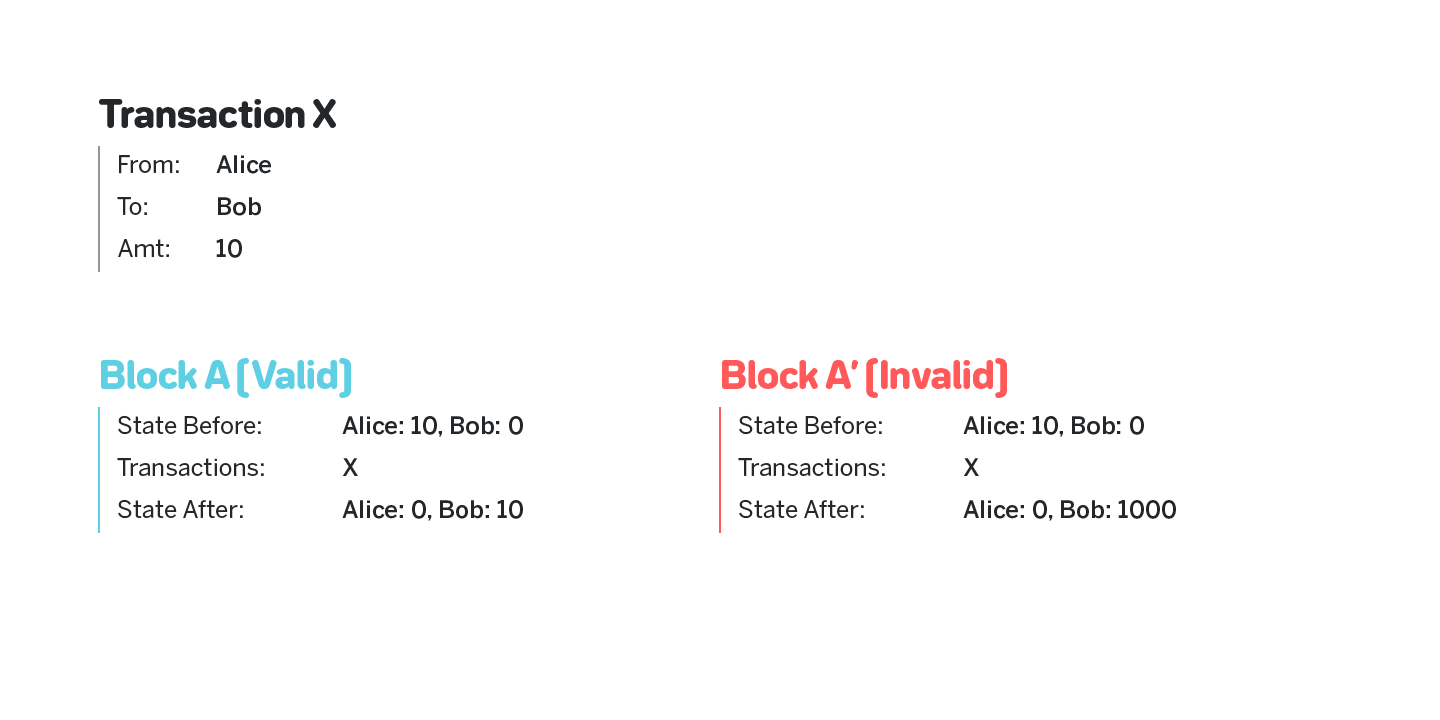 Transaction X
From: Alice
To: Bob
Amt: 10
Block A (Valid)
State Before: Alice: 10, Bob: 0
Transactions: X
State After: Alice: 0, Bob: 10
Block A′ (Invalid)
State Before: Alice: 10, Bob: 0
Transactions: X
State After: Alice: 0, Bob: 1000